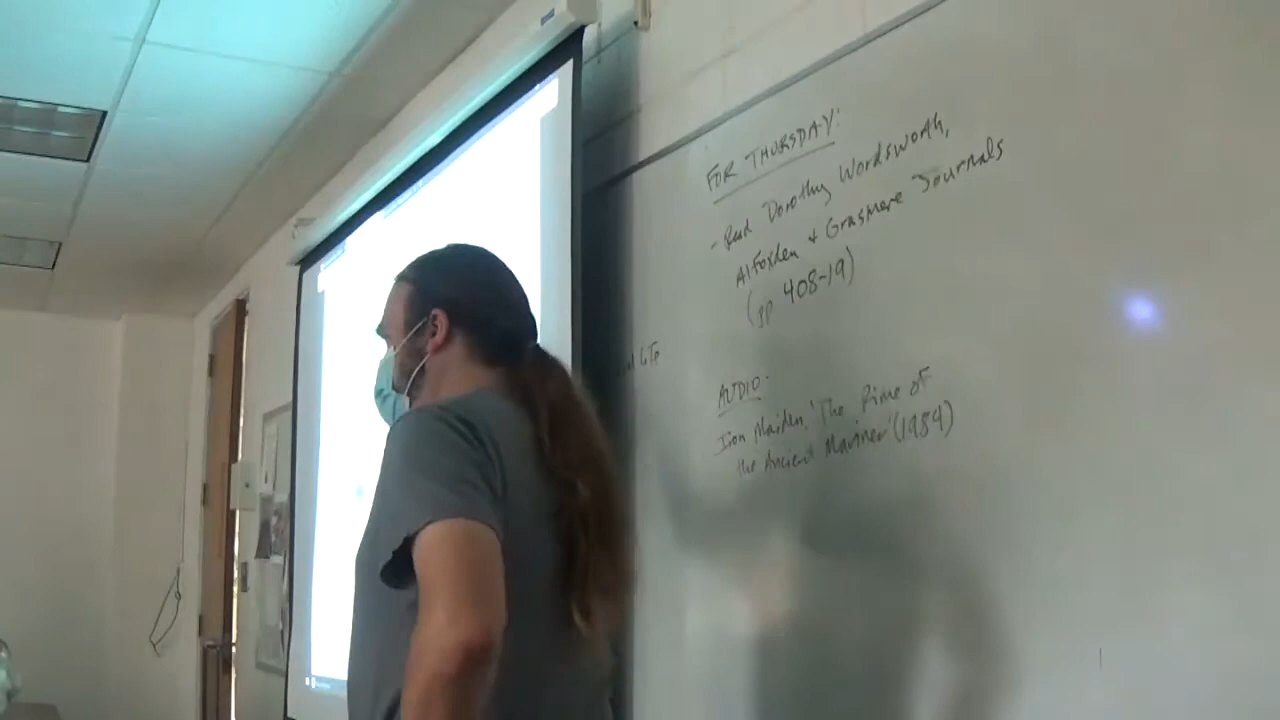 FOR THURSDAY:
- Read Dorothy Wordsworth,
Alfoxden + Grasmere Journals
(pp 408-19)
AUDIO:
Iron Maiden, "The Rime of
the Ancient Mariner" (1984)